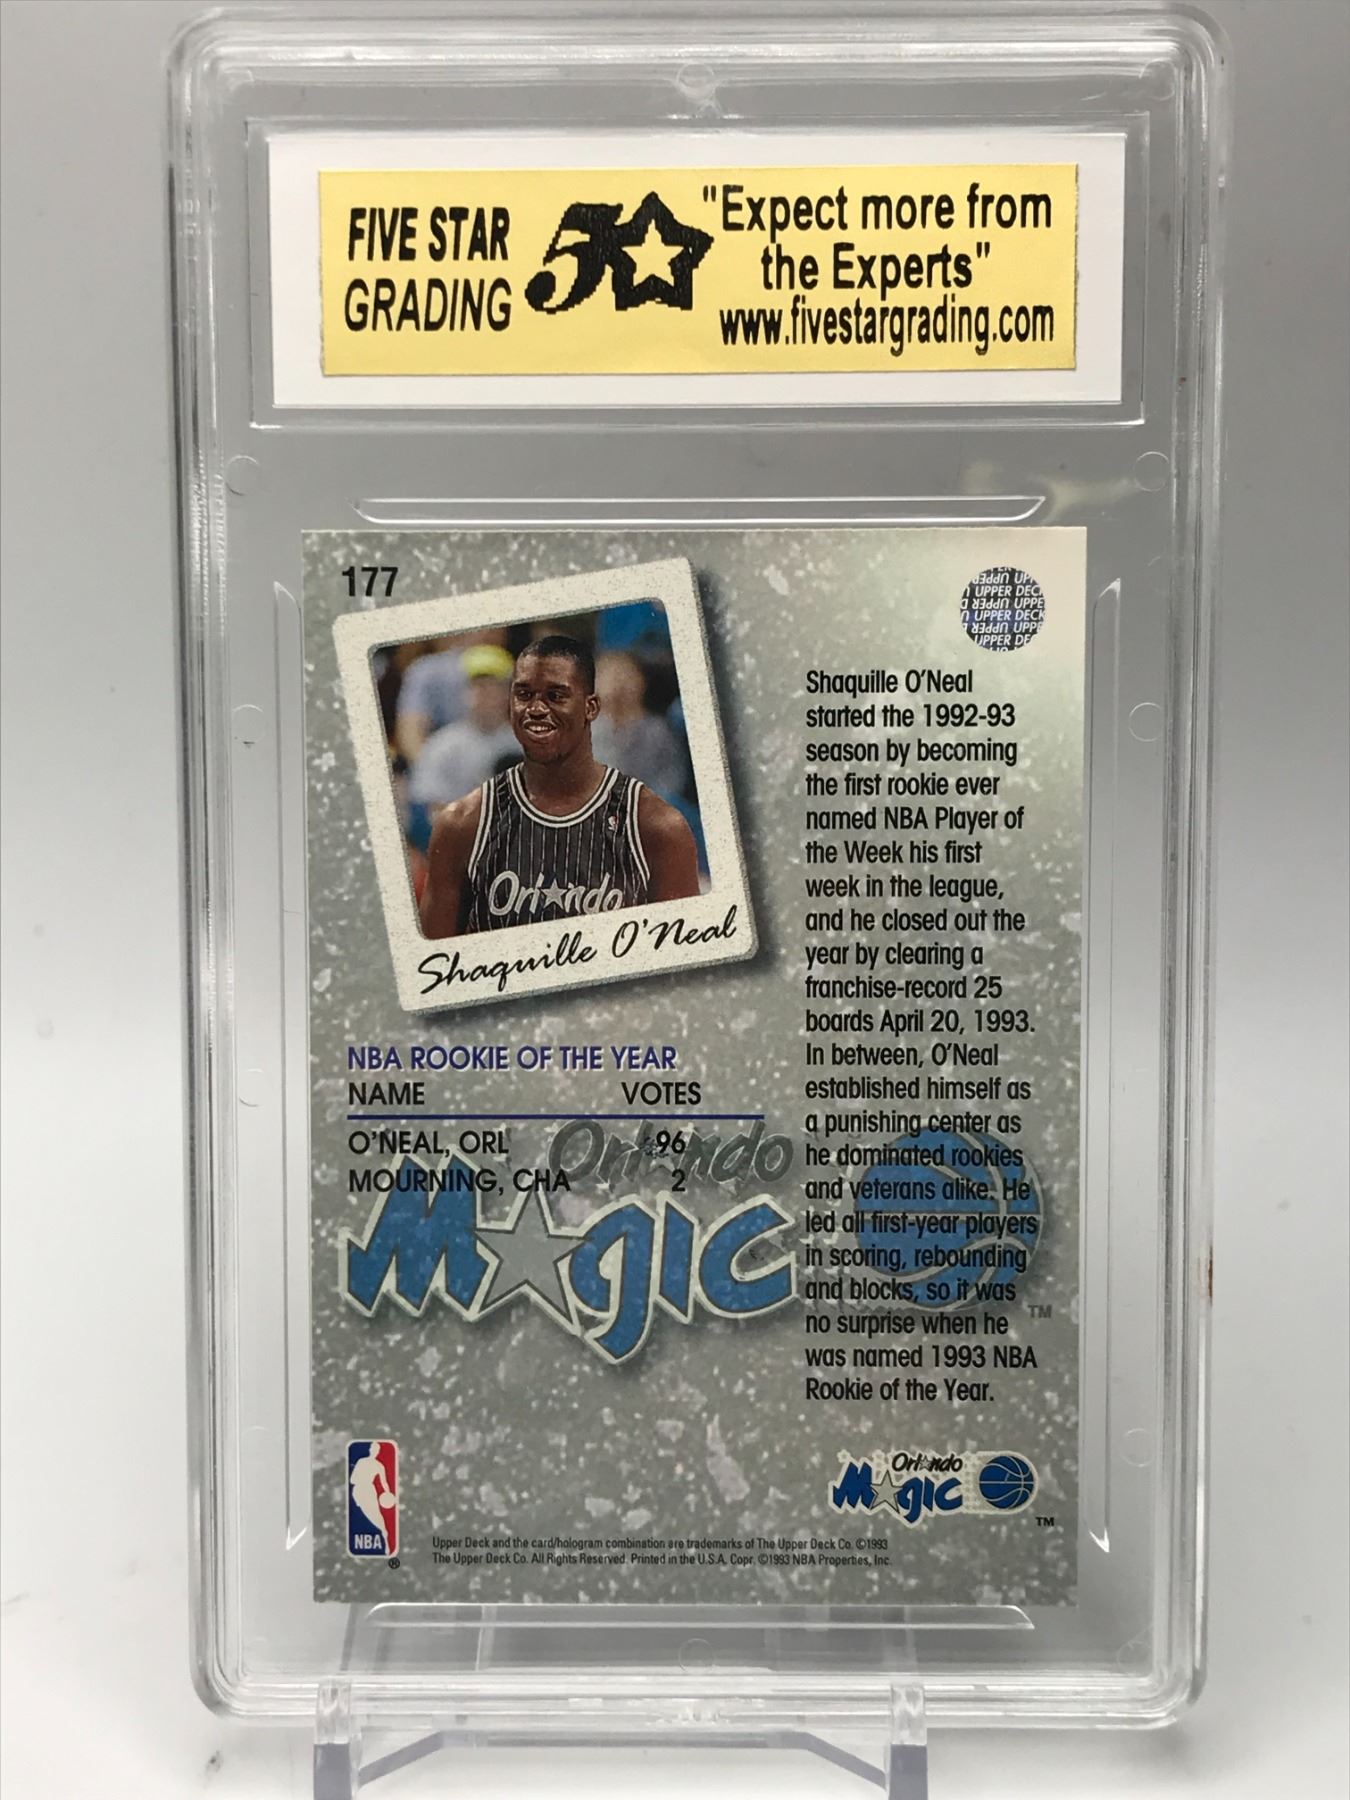 FIVE STAR
GRADING
5
"Expect more from
the Experts"
www.fivestargrading.com
177
UPPER DECK
Orlando
Shaquille O'Neal
NBA ROOKIE OF THE YEAR
NAME VOTES
O'NEAL, ORL 96
MOURNING, CHA 2
Orlando
Magic
TM
Shaquille O'Neal
started the 1992-93
season by becoming
the first rookie ever
named NBA Player of
the Week his first
week in the league,
and he closed out the
year by clearing a
franchise-record 25
boards April 20, 1993.
In between, O'Neal
established himself as
a punishing center as
he dominated rookies
and veterans alike. He
led all first-year players
in scoring, rebounding
and blocks, so it was
no surprise when he
was named 1993 NBA
Rookie of the Year.
NBA
®
Orlando
Magic
TM
Upper Deck and the card/hologram combination are trademarks of The Upper Deck Co. ©1993
The Upper Deck Co. All Rights Reserved. Printed in the U.S.A. Copr. ©1993 NBA Properties, Inc.